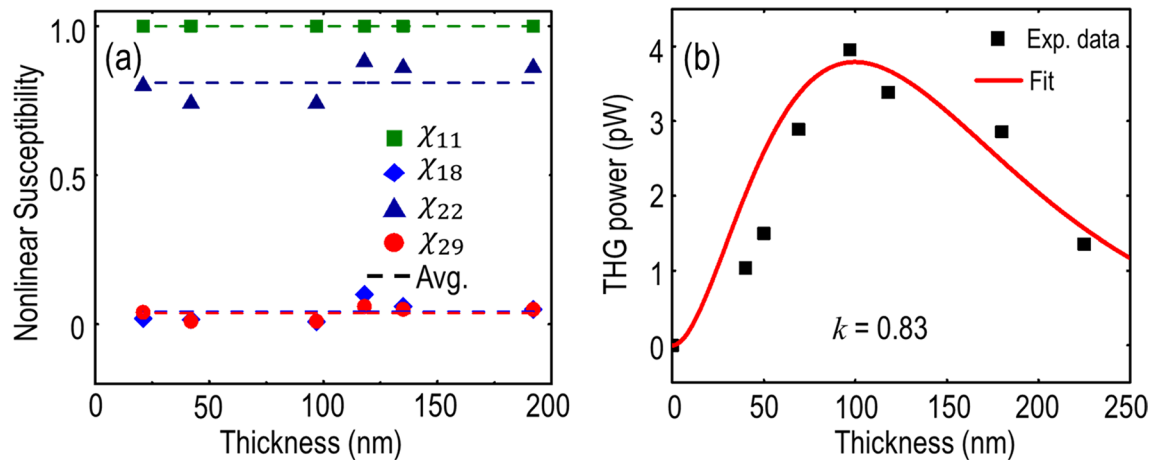 (a)
Nonlinear Susceptibility
1.0
0.5
0
χ11
χ18
χ22
χ29
Avg.
0 50 100 150 200
Thickness (nm)
(b)
THG power (pW)
4
3
2
1
0
Exp. data
Fit
k = 0.83
0 50 100 150 200 250
Thickness (nm)